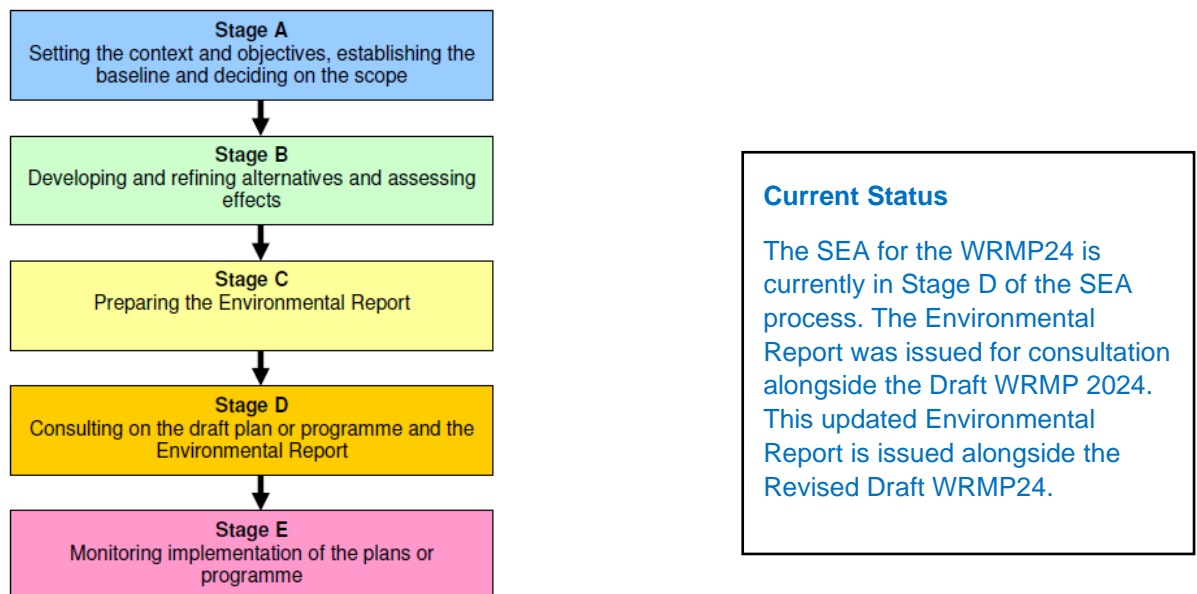 Stage A
Setting the context and objectives, establishing the
baseline and deciding on the scope
Stage B
Developing and refining alternatives and assessing
effects
Stage C
Preparing the Environmental Report
Stage D
Consulting on the draft plan or programme and the
Environmental Report
Stage E
Monitoring implementation of the plans or
programme
Current Status
The SEA for the WRMP24 is
currently in Stage D of the SEA
process. The Environmental
Report was issued for consultation
alongside the Draft WRMP 2024.
This updated Environmental
Report is issued alongside the
Revised Draft WRMP24.